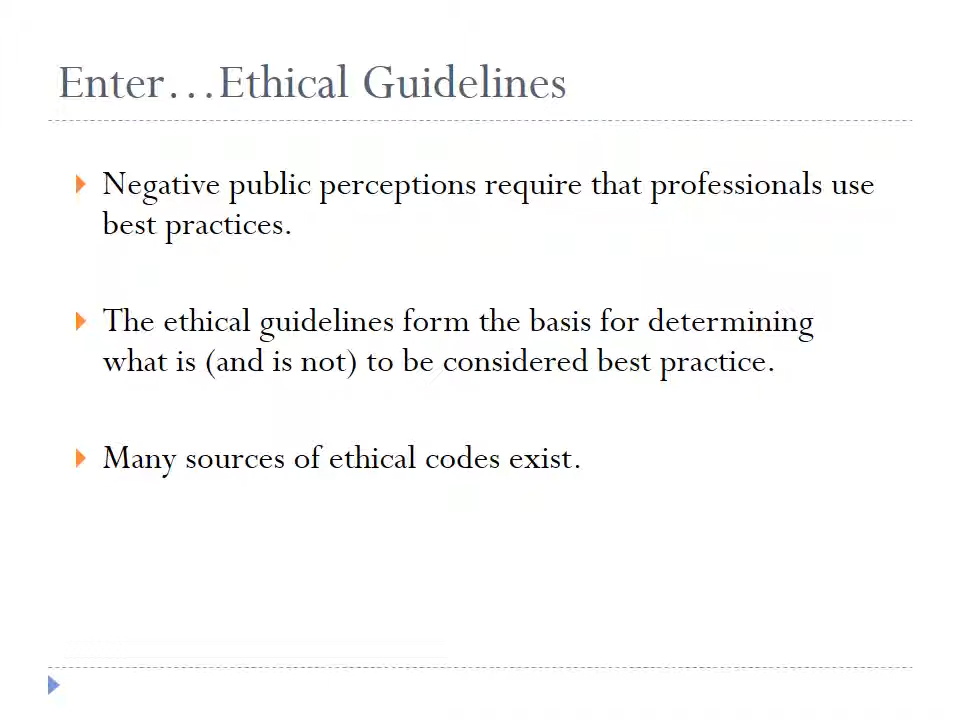 Enter…Ethical Guidelines
Negative public perceptions require that professionals use
best practices.
The ethical guidelines form the basis for determining
what is (and is not) to be considered best practice.
Many sources of ethical codes exist.